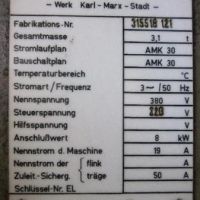 – Werk Karl-Marx-Stadt –
Fabrikations-Nr. 315518 121
Gesamtmasse 3,1 t
Stromlaufplan AMK 30
Bauschaltplan AMK 30
Temperaturbereich °C
Stromart/Frequenz 3~/50 Hz
Nennspannung 380 V
Steuerspannung 220 V
Hilfsspannung V
Anschlußwert 8 kW
Nennstrom d. Maschine 19 A
Nennstrom der flink A
Zuleit.-Sicherg. träge 50 A
Schlüssel-Nr. EL